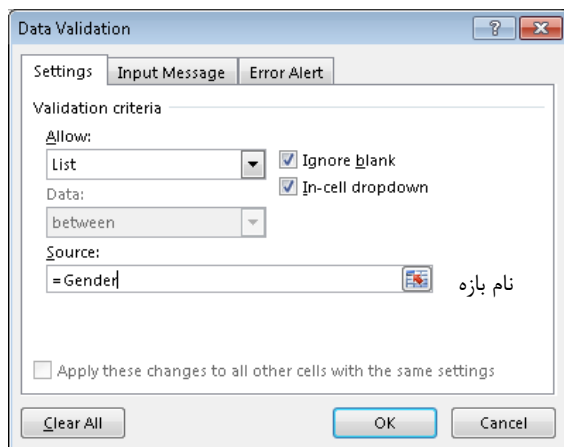 Data Validation
Settings Input Message Error Alert
Validation criteria
Allow:
List
Ignore blank
In-cell dropdown
Data:
between
Source:
=Gender
نام بازه
Apply these changes to all other cells with the same settings
Clear All OK Cancel